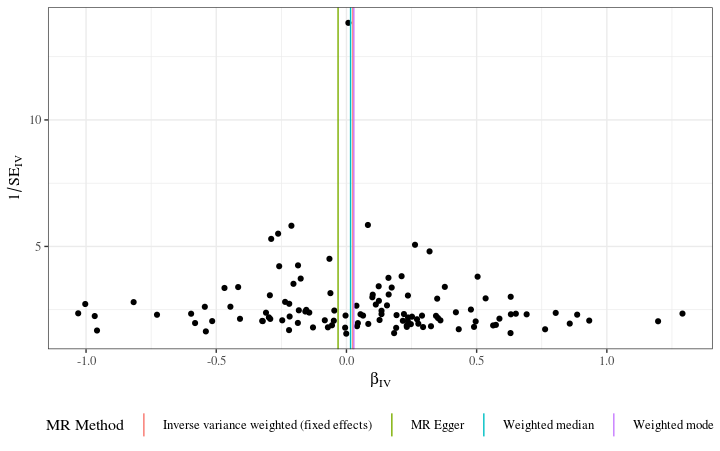 10
5
1/SE_IV
-1.0 -0.5 0.0 0.5 1.0
β_IV
MR Method Inverse variance weighted (fixed effects) MR Egger Weighted median Weighted mode